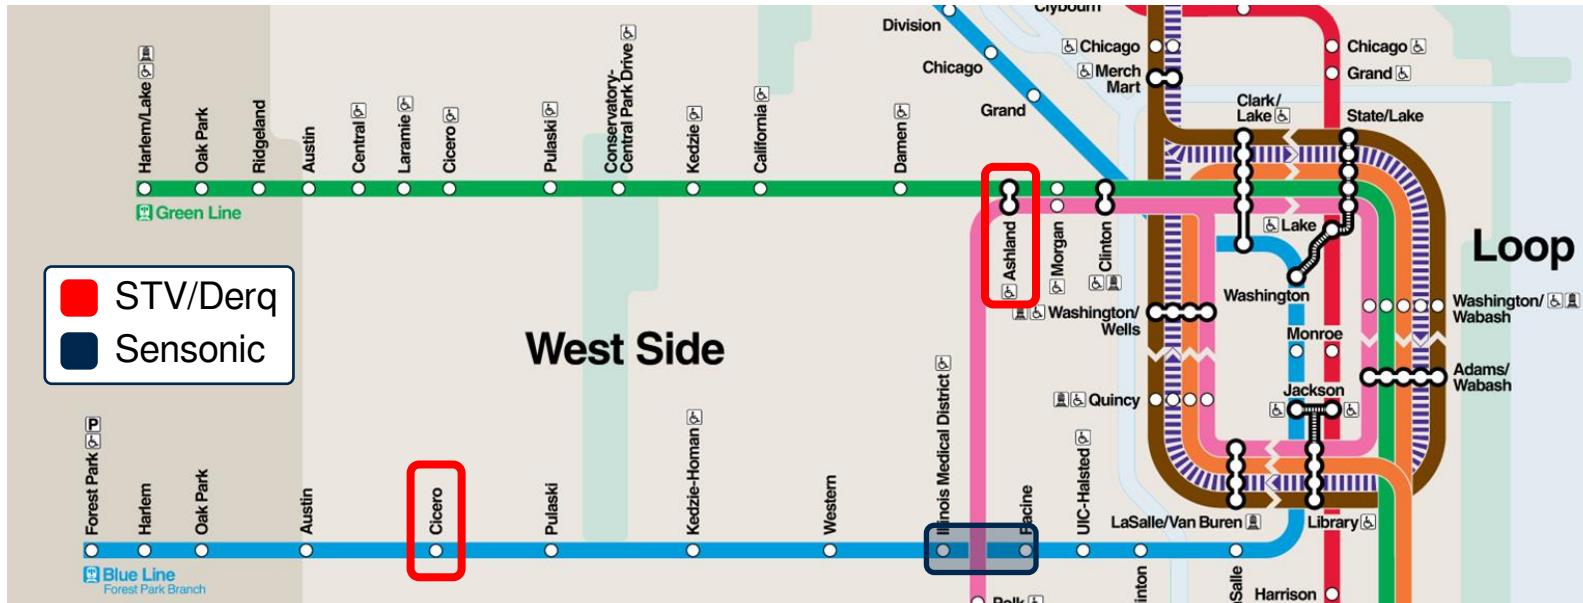 Division
Chicago
Grand
Clybourn
Chicago
Merch
Mart
Chicago
Grand
Clark/
Lake
State/Lake
Harlem/Lake
Oak Park
Ridgeland
Austin
Central
Laramie
Cicero
Pulaski
Conservatory-
Central Park Drive
Kedzie
California
Damen
Green Line
Ashland
Morgan
Clinton
Lake
Washington
Loop
STV/Derq
Sensonic
West Side
Washington/
Wells
Washington/
Wabash
Monroe
Adams/
Wabash
Quincy
Jackson
P
Forest Park
Harlem
Oak Park
Austin
Cicero
Pulaski
Kedzie-Homan
Western
Illinois Medical District
Racine
UIC-Halsted
LaSalle/Van Buren
Library
Blue Line
Forest Park Branch
Polk
inton
Salle
Harrison